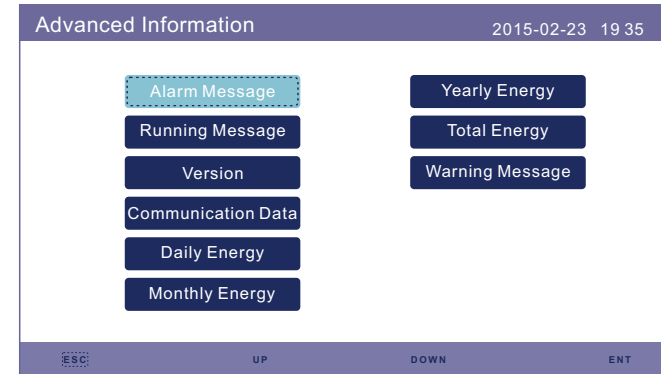 Advanced Information
2015-02-23 19 35
Alarm Message
Running Message
Version
Communication Data
Daily Energy
Monthly Energy
Yearly Energy
Total Energy
Warning Message
ESC UP DOWN ENT